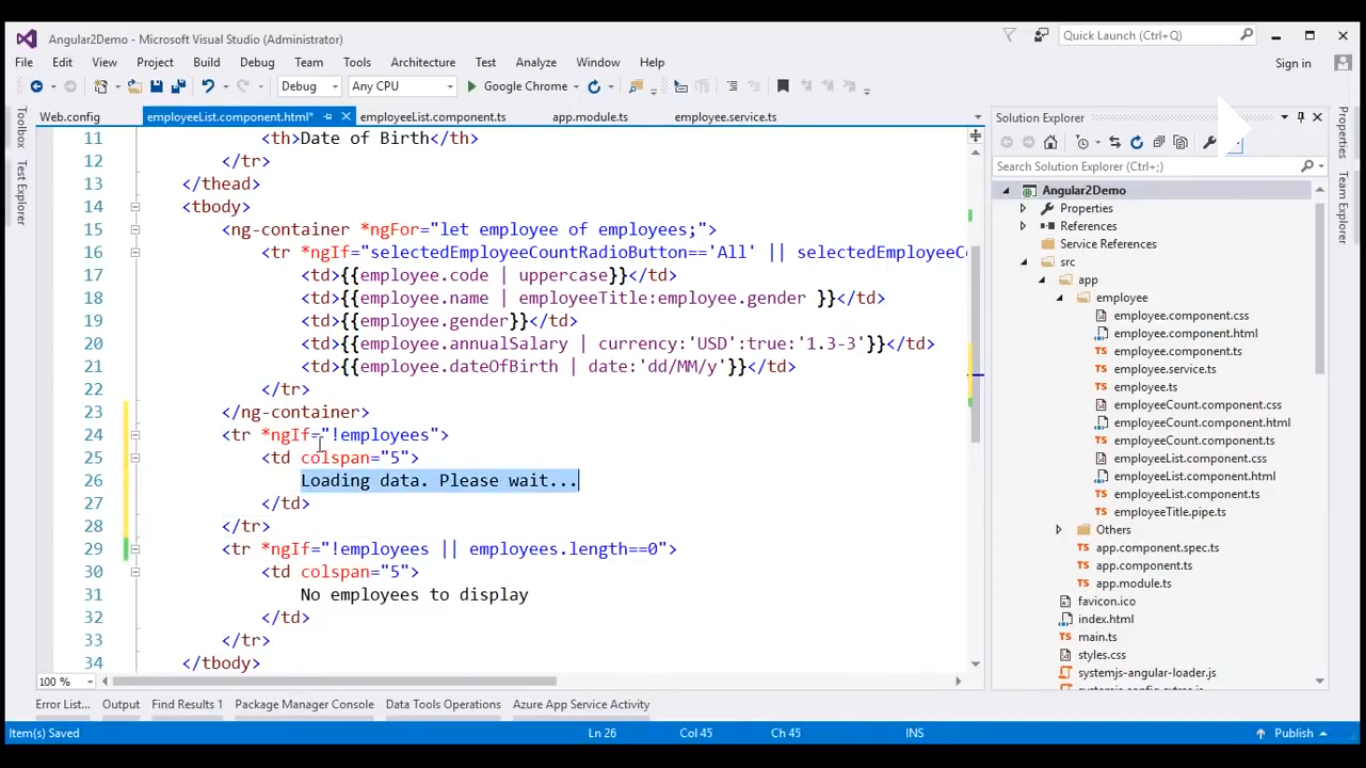 Angular2Demo - Microsoft Visual Studio (Administrator)
Quick Launch (Ctrl+Q)
File Edit View Project Build Debug Team Tools Architecture Test Analyze Window Help
Sign in
Debug Any CPU Google Chrome
Toolbox
Test Explorer
Web.config employeeList.component.html* employeeList.component.ts app.module.ts employee.service.ts
11 <th>Date of Birth</th>
12 </tr>
13 </thead>
14 <tbody>
15 <ng-container *ngFor="let employee of employees;">
16 <tr *ngIf="selectedEmployeeCountRadioButton=='All' || selectedEmployeeC
17 <td>{{employee.code | uppercase}}</td>
18 <td>{{employee.name | employeeTitle:employee.gender }}</td>
19 <td>{{employee.gender}}</td>
20 <td>{{employee.annualSalary | currency:'USD':true:'1.3-3'}}</td>
21 <td>{{employee.dateOfBirth | date:'dd/MM/y'}}</td>
22 </tr>
23 </ng-container>
24 <tr *ngIf="!employees">
25 <td colspan="5">
26 Loading data. Please wait...
27 </td>
28 </tr>
29 <tr *ngIf="!employees || employees.length==0">
30 <td colspan="5">
31 No employees to display
32 </td>
33 </tr>
34 </tbody>
100 %
Solution Explorer
Search Solution Explorer (Ctrl+;)
Angular2Demo
Properties
References
Service References
src
app
employee
employee.component.css
employee.component.html
employee.component.ts
employee.service.ts
employee.ts
employeeCount.component.css
employeeCount.component.html
employeeCount.component.ts
employeeList.component.css
employeeList.component.html
employeeList.component.ts
employeeTitle.pipe.ts
Others
app.component.spec.ts
app.component.ts
app.module.ts
favicon.ico
index.html
main.ts
styles.css
systemjs-angular-loader.js
Properties
Team Explorer
Error List... Output Find Results 1 Package Manager Console Data Tools Operations Azure App Service Activity
Item(s) Saved Ln 26 Col 45 Ch 45 INS Publish